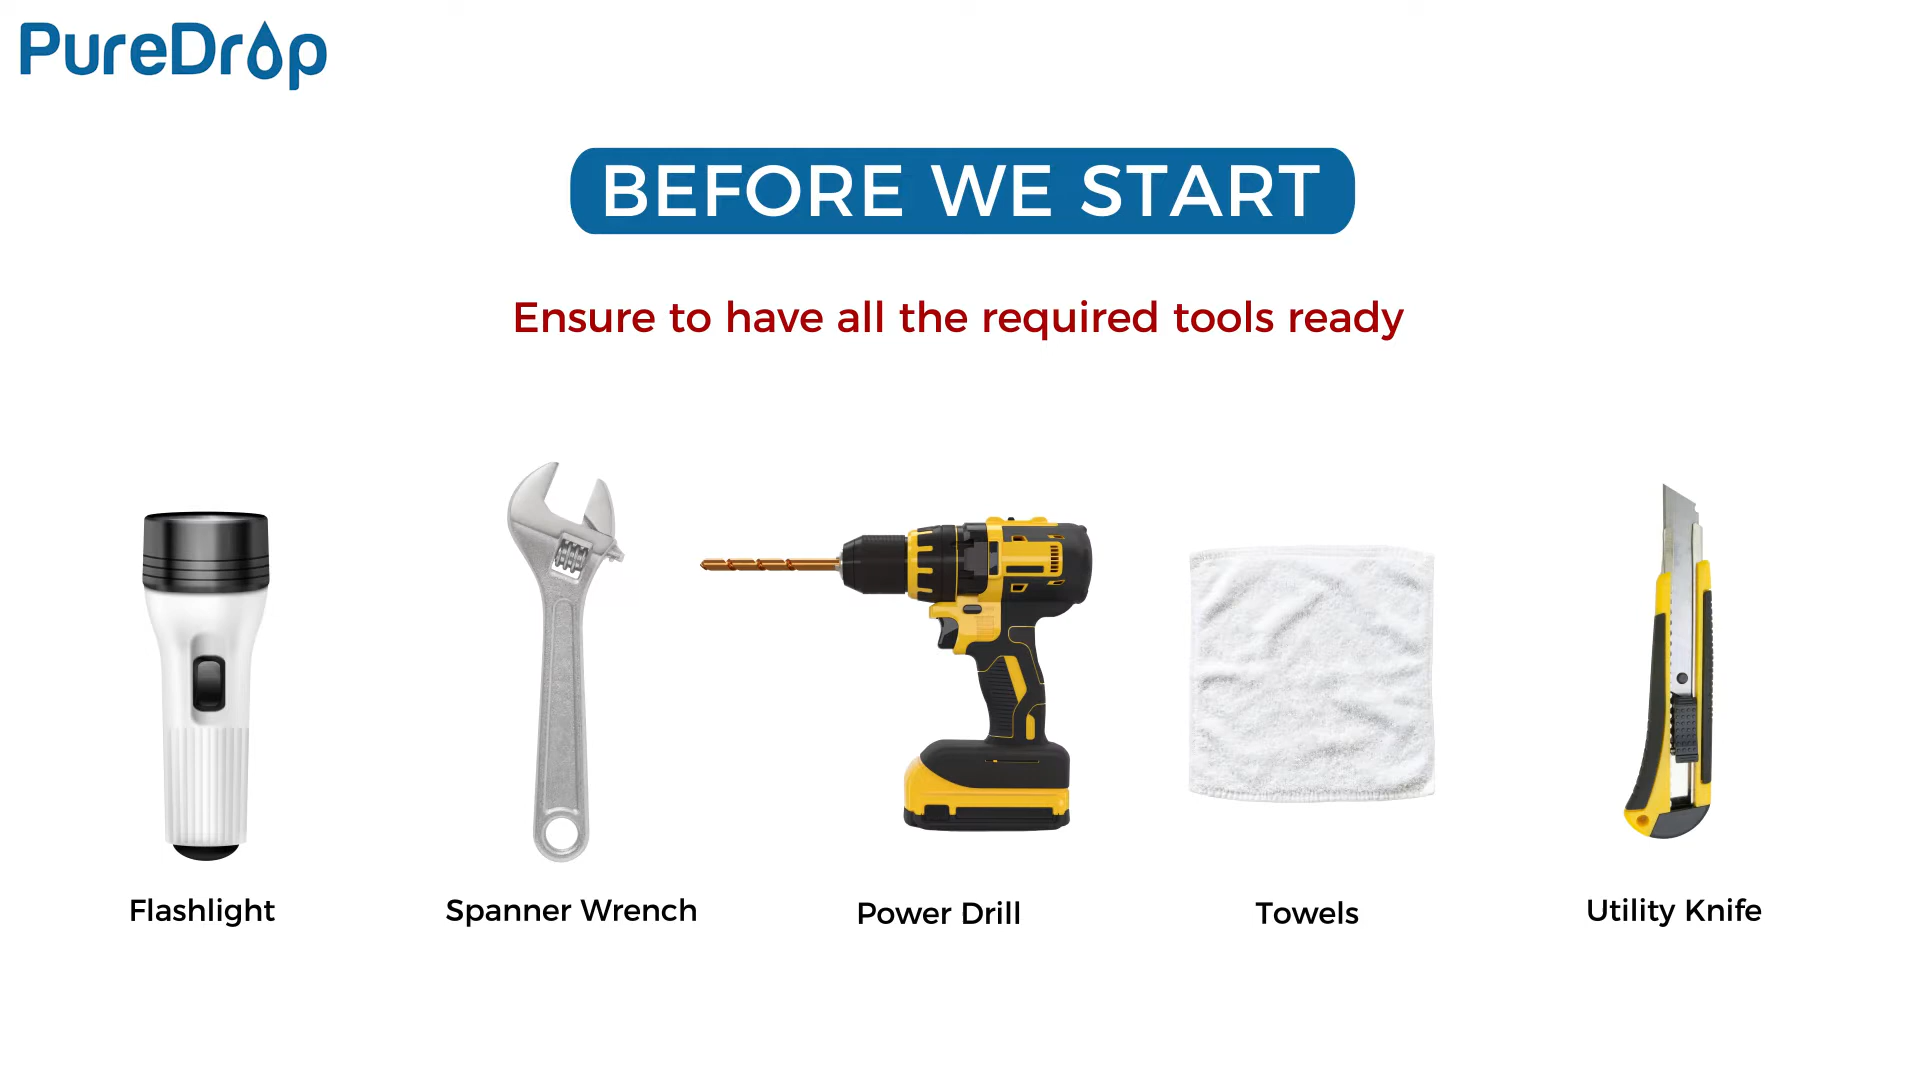 PureDrop
BEFORE WE START
Ensure to have all the required tools ready
Flashlight
Spanner Wrench
Power Drill
Towels
Utility Knife